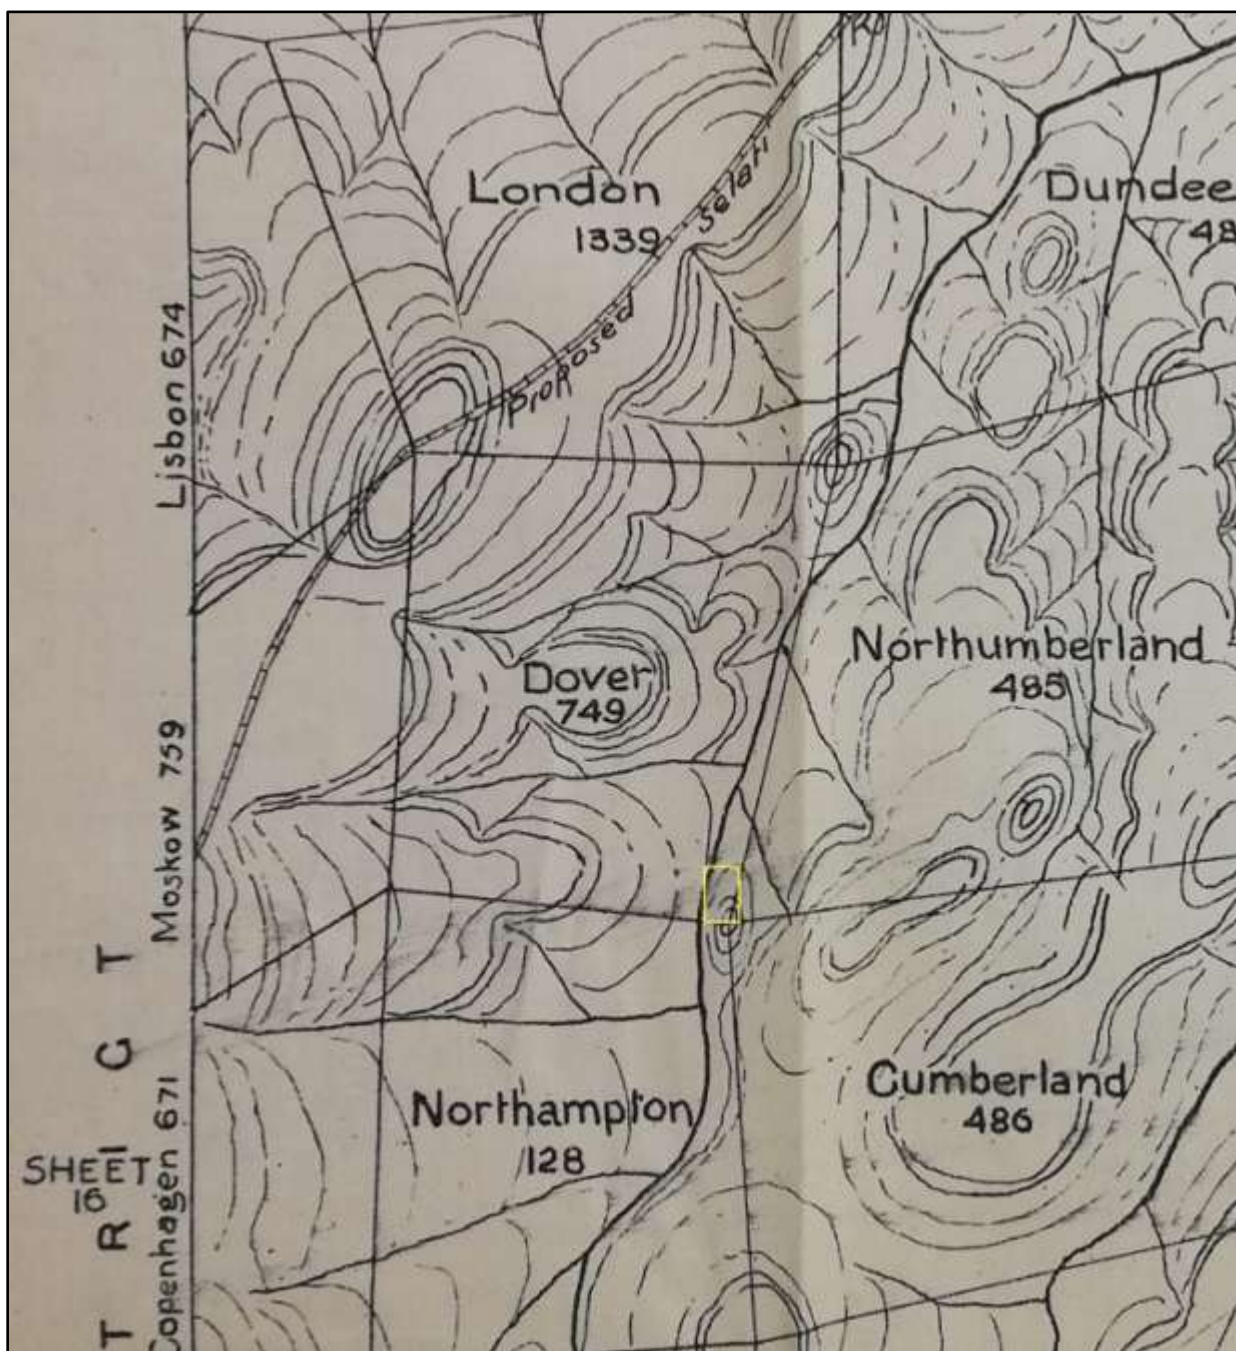 London
1339
Proposed Selati
Dundee
48
Lisbon 674
Northumberland
485
Dover
749
Moskow 759
Cumberland
486
Northampton
128
Copenhagen 671
SHEET
16
T R I C T